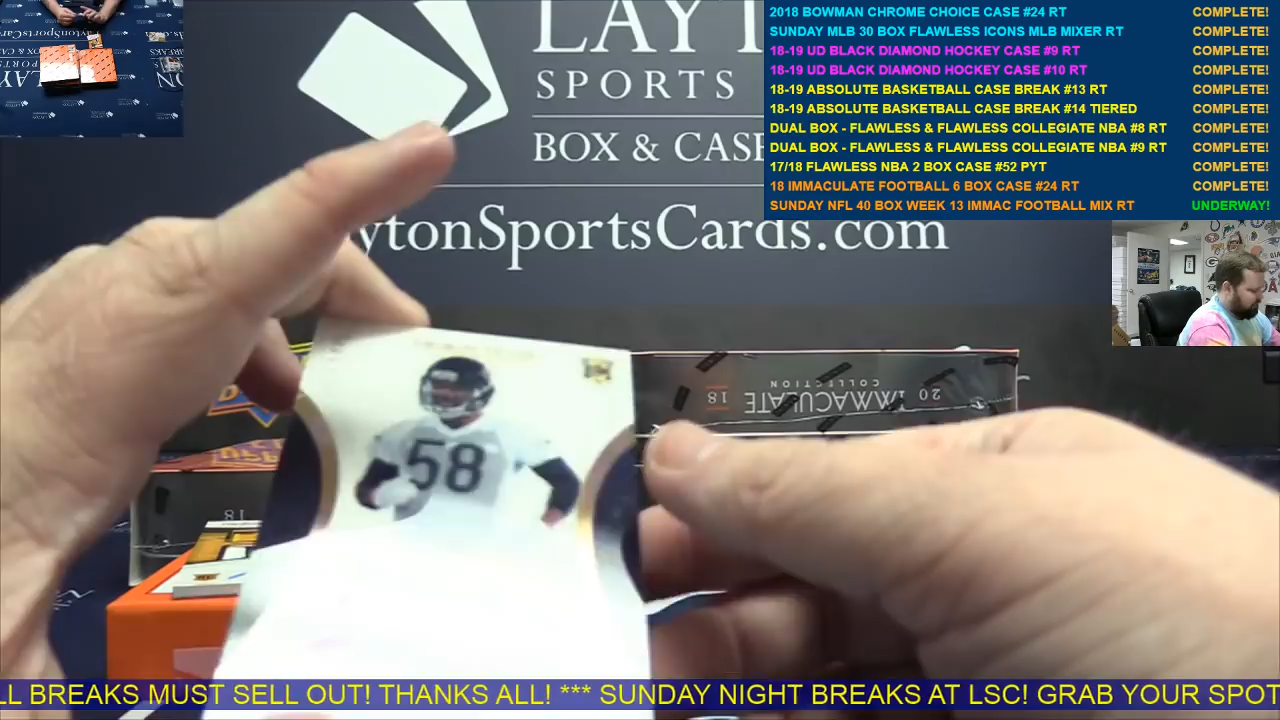 2018 BOWMAN CHROME CHOICE CASE #24 RT COMPLETE!
SUNDAY MLB 30 BOX FLAWLESS ICONS MLB MIXER RT COMPLETE!
18-19 UD BLACK DIAMOND HOCKEY CASE #9 RT COMPLETE!
18-19 UD BLACK DIAMOND HOCKEY CASE #10 RT COMPLETE!
18-19 ABSOLUTE BASKETBALL CASE BREAK #13 RT COMPLETE!
18-19 ABSOLUTE BASKETBALL CASE BREAK #14 TIERED COMPLETE!
DUAL BOX - FLAWLESS & FLAWLESS COLLEGIATE NBA #8 RT COMPLETE!
DUAL BOX - FLAWLESS & FLAWLESS COLLEGIATE NBA #9 RT COMPLETE!
17/18 FLAWLESS NBA 2 BOX CASE #52 PYT COMPLETE!
18 IMMACULATE FOOTBALL 6 BOX CASE #24 RT COMPLETE!
SUNDAY NFL 40 BOX WEEK 13 IMMAC FOOTBALL MIX RT UNDERWAY!
LAYT
SPORTS
BOX & CASE
ytonSportsCards.com
20 IMMACULATE 18
COLLECTION
58
18
LL BREAKS MUST SELL OUT! THANKS ALL! *** SUNDAY NIGHT BREAKS AT LSC! GRAB YOUR SPOT